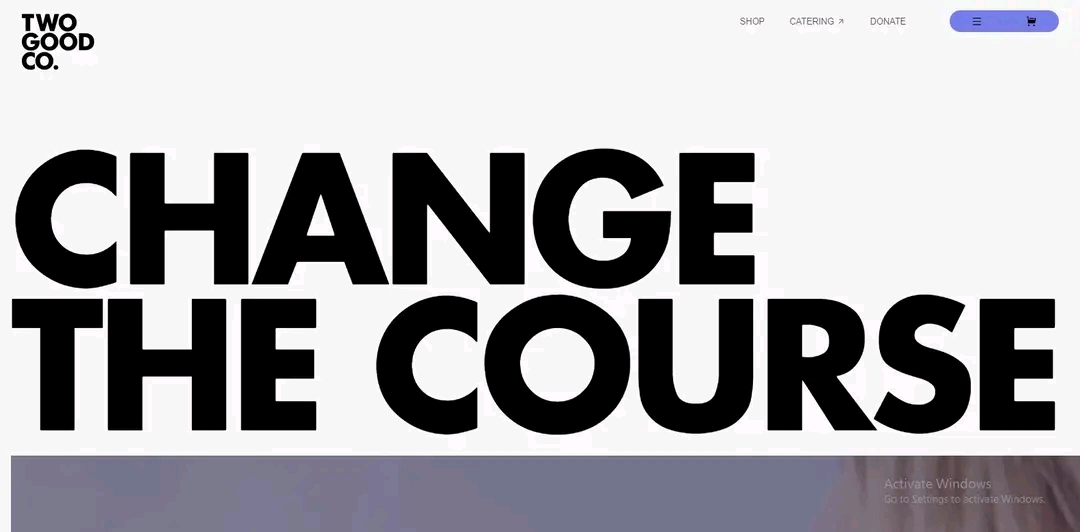 TWO
GOOD
CO.
SHOP
CATERING ↗
DONATE
CHANGE
THE COURSE
Activate Windows
Go to Settings to activate Windows.